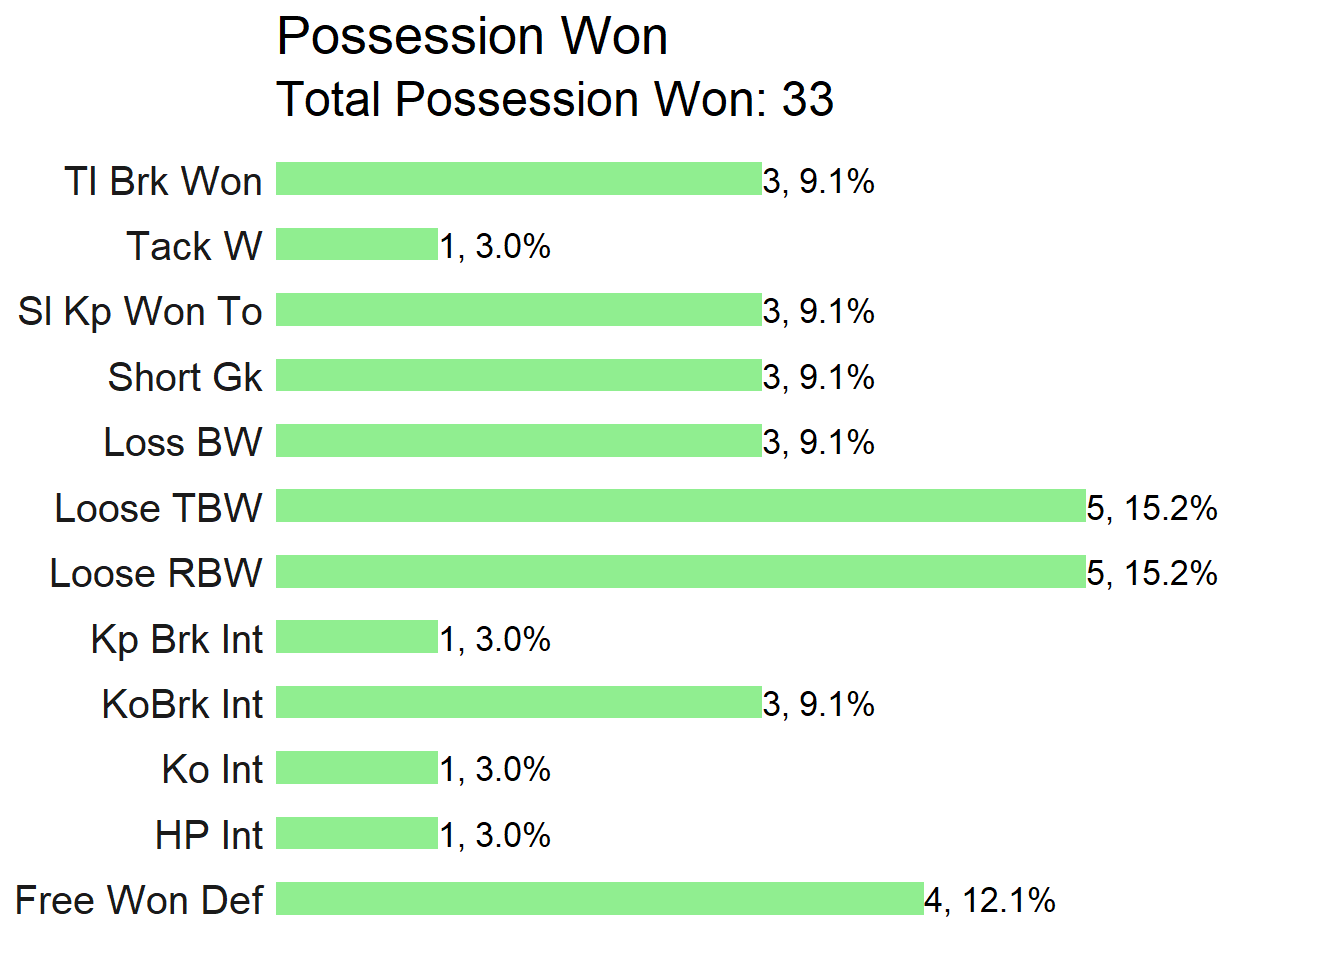 Possession Won
Total Possession Won: 33
Tl Brk Won 3, 9.1%
Tack W 1, 3.0%
Sl Kp Won To 3, 9.1%
Short Gk 3, 9.1%
Loss BW 3, 9.1%
Loose TBW 5, 15.2%
Loose RBW 5, 15.2%
Kp Brk Int 1, 3.0%
KoBrk Int 3, 9.1%
Ko Int 1, 3.0%
HP Int 1, 3.0%
Free Won Def 4, 12.1%